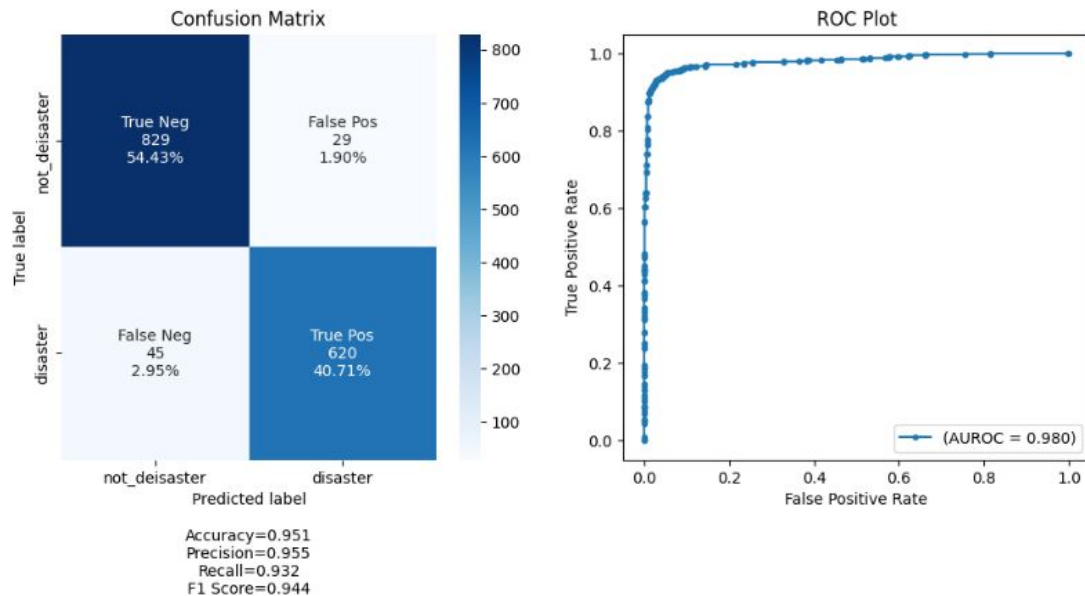 Confusion Matrix
True label
not_deisaster
disaster
True Neg
829
54.43%
False Pos
29
1.90%
False Neg
45
2.95%
True Pos
620
40.71%
not_deisaster
disaster
Predicted label
Accuracy=0.951
Precision=0.955
Recall=0.932
F1 Score=0.944
800
700
600
500
400
300
200
100
ROC Plot
True Positive Rate
1.0
0.8
0.6
0.4
0.2
0.0
(AUROC = 0.980)
0.0
0.2
0.4
0.6
0.8
1.0
False Positive Rate